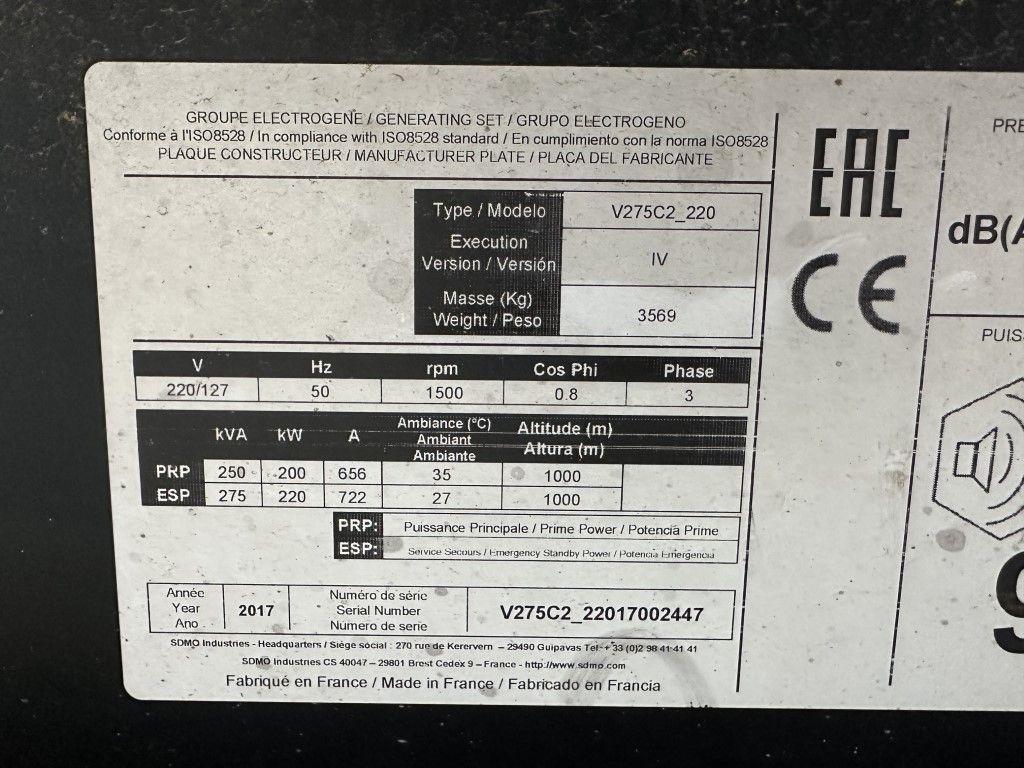 GROUPE ELECTROGENE / GENERATING SET / GRUPO ELECTROGENO
Conforme à l'ISO8528 / In compliance with ISO8528 standard / En cumplimiento con la norma ISO8528
PLAQUE CONSTRUCTEUR / MANUFACTURER PLATE / PLACA DEL FABRICANTE
Type / Modelo V275C2_220
Execution
Version / Versión IV
Masse (Kg)
Weight / Peso 3569
V Hz rpm Cos Phi Phase
220/127 50 1500 0.8 3
kVA kW A Ambiance (°C) Altitude (m)
Ambiant Altura (m)
Ambiante
PRP 250 200 656 35 1000
ESP 275 220 722 27 1000
PRP: Puissance Principale / Prime Power / Potencia Prime
ESP: Service Secours / Emergency Standby Power / Potencia Emergencia
Année Numéro de série
Year 2017 Serial Number V275C2_22017002447
Ano Número de serie
SDMO Industries - Headquarters / Siège social : 270 rue de Kerervern – 29490 Guipavas Tel-+33 (0)2 98 41 41 41
SDMO Industries CS 40047 – 29801 Brest Cedex 9 – France - http://www.sdmo.com
Fabriqué en France / Made in France / Fabricado en Francia
EAC
CE
dB(A